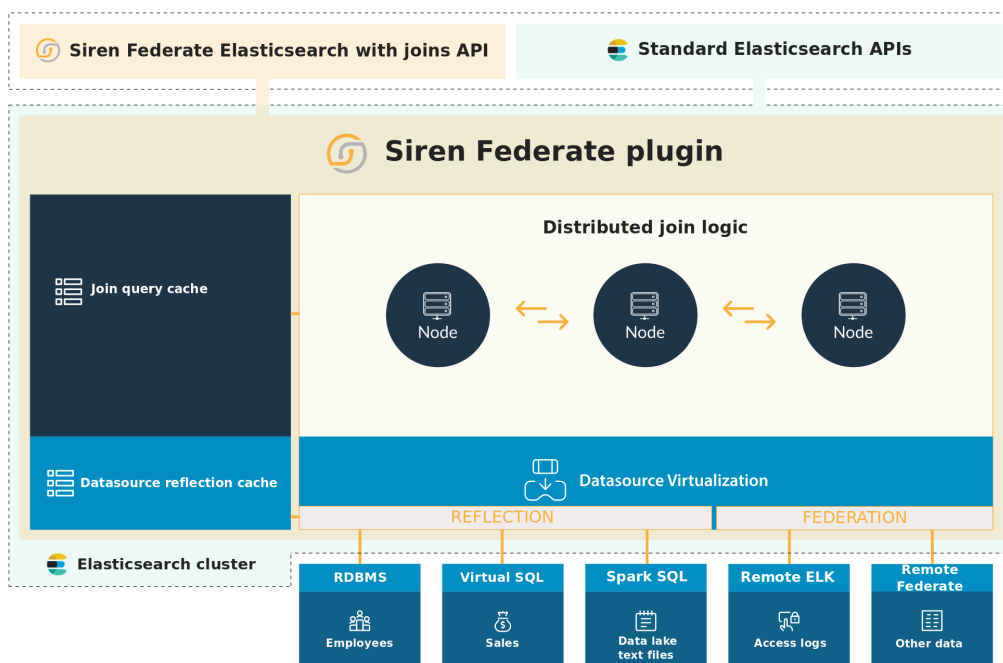 Siren Federate Elasticsearch with joins API
Standard Elasticsearch APIs
Siren Federate plugin
Distributed join logic
Join query cache
Node
Node
Node
Datasource reflection cache
Datasource Virtualization
REFLECTION
FEDERATION
Elasticsearch cluster
RDBMS
Employees
Virtual SQL
Sales
Spark SQL
Data lake
text files
Remote ELK
Access logs
Remote
Federate
Other data